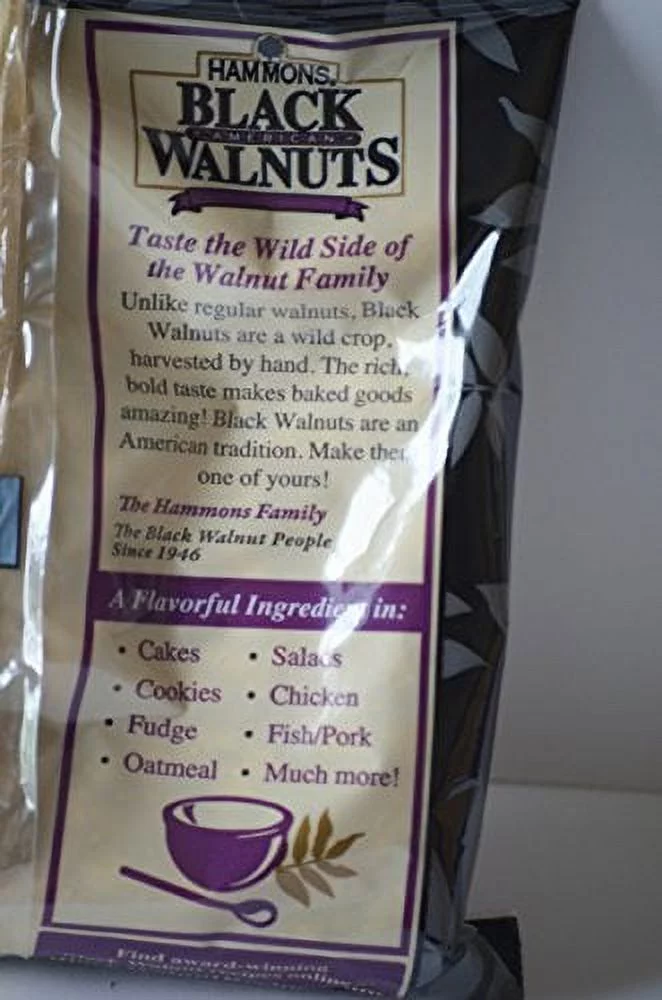 HAMMONS®
BLACK
AMERICAN
WALNUTS
Taste the Wild Side of
the Walnut Family
Unlike regular walnuts, Black
Walnuts are a wild crop,
harvested by hand. The rich,
bold taste makes baked goods
amazing! Black Walnuts are an
American tradition. Make
one of yours!
The Hammons Family
The Black Walnut People
Since 1946
A Flavorful Ingredient in:
• Cakes • Salads
• Cookies • Chicken
• Fudge • Fish/Pork
• Oatmeal • Much more!
Find award-winning